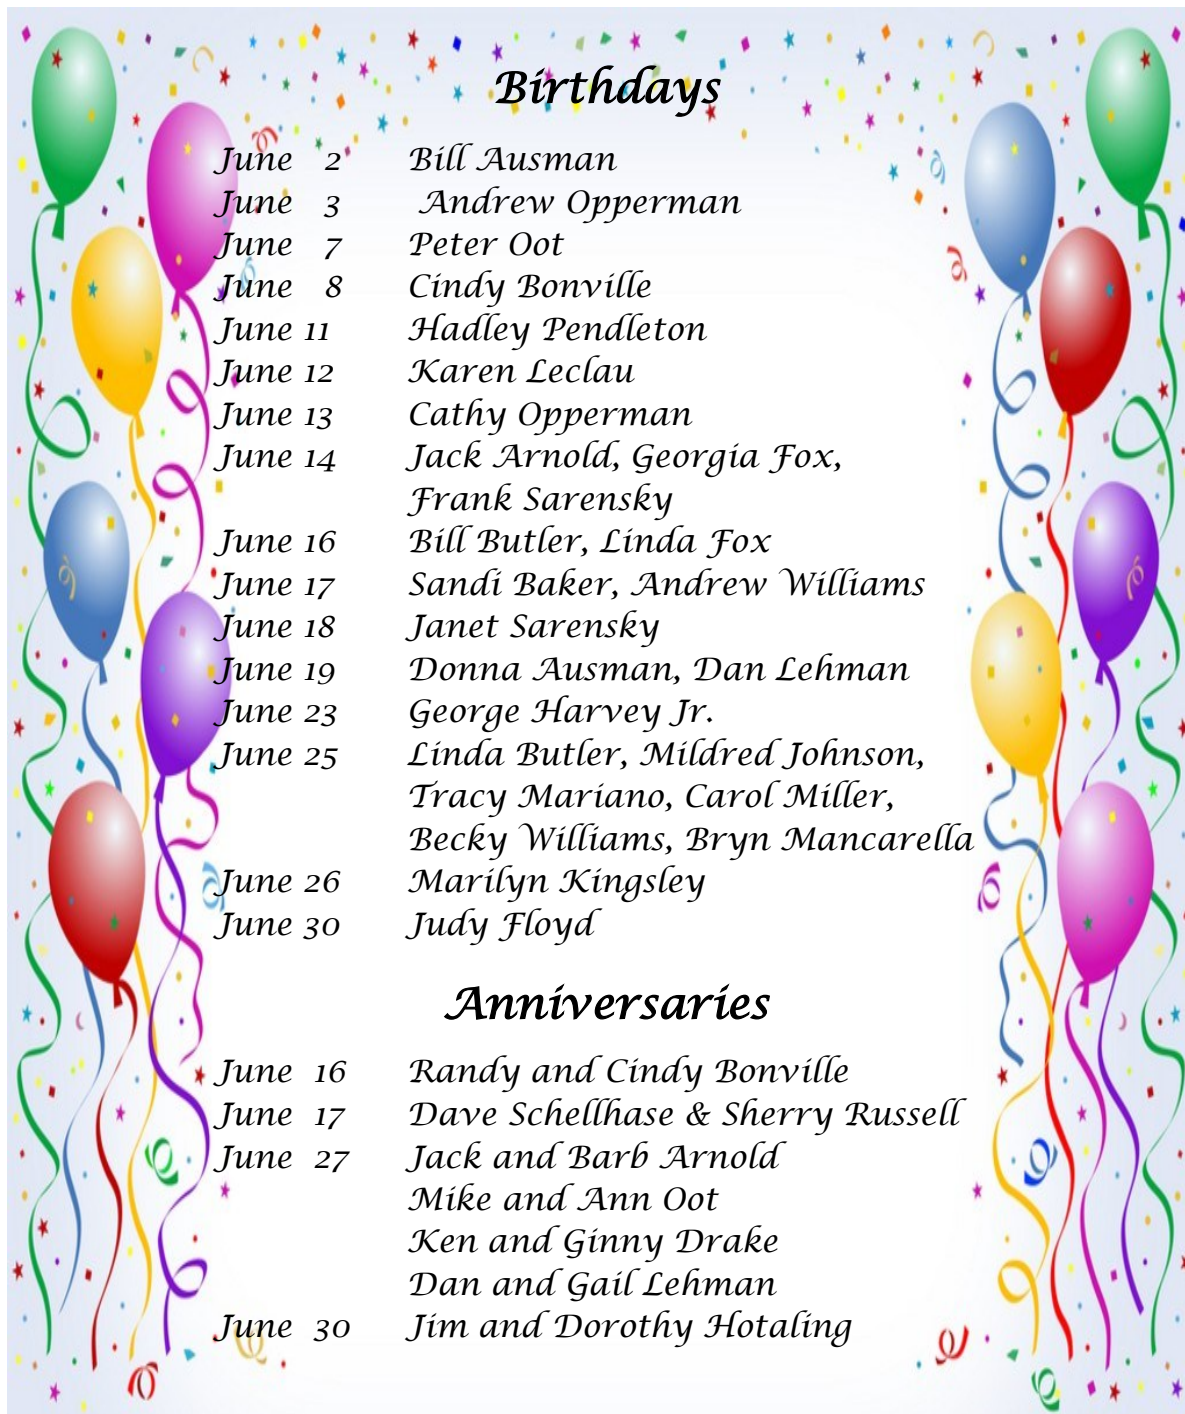 Birthdays
June 2 Bill Ausman
June 3 Andrew Opperman
June 7 Peter Oot
June 8 Cindy Bonville
June 11 Hadley Pendleton
June 12 Karen Leclau
June 13 Cathy Opperman
June 14 Jack Arnold, Georgia Fox,
Frank Sarensky
June 16 Bill Butler, Linda Fox
June 17 Sandi Baker, Andrew Williams
June 18 Janet Sarensky
June 19 Donna Ausman, Dan Lehman
June 23 George Harvey Jr.
June 25 Linda Butler, Mildred Johnson,
Tracy Mariano, Carol Miller,
Becky Williams, Bryn Mancarella
June 26 Marilyn Kingsley
June 30 Judy Floyd
Anniversaries
June 16 Randy and Cindy Bonville
June 17 Dave Schellhase & Sherry Russell
June 27 Jack and Barb Arnold
Mike and Ann Oot
Ken and Ginny Drake
Dan and Gail Lehman
June 30 Jim and Dorothy Hotaling